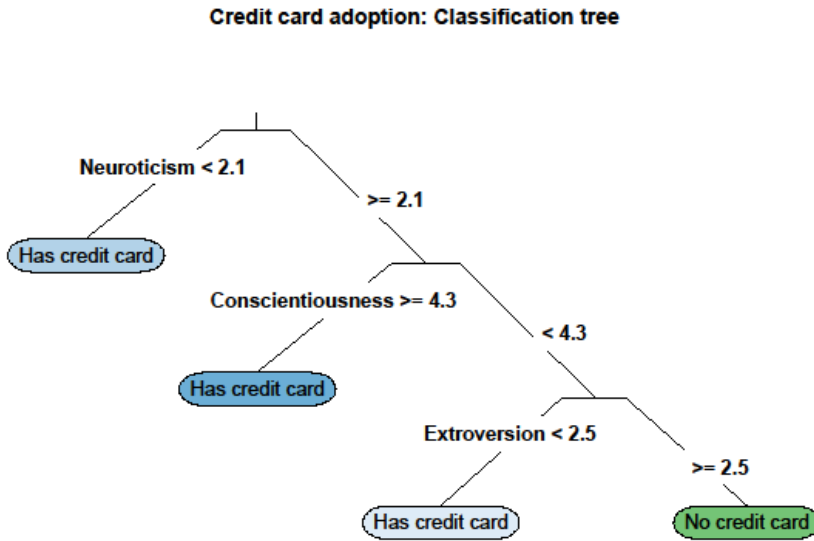 Credit card adoption: Classification tree
Neuroticism < 2.1
>= 2.1
Has credit card
Conscientiousness >= 4.3
< 4.3
Has credit card
Extroversion < 2.5
>= 2.5
Has credit card
No credit card